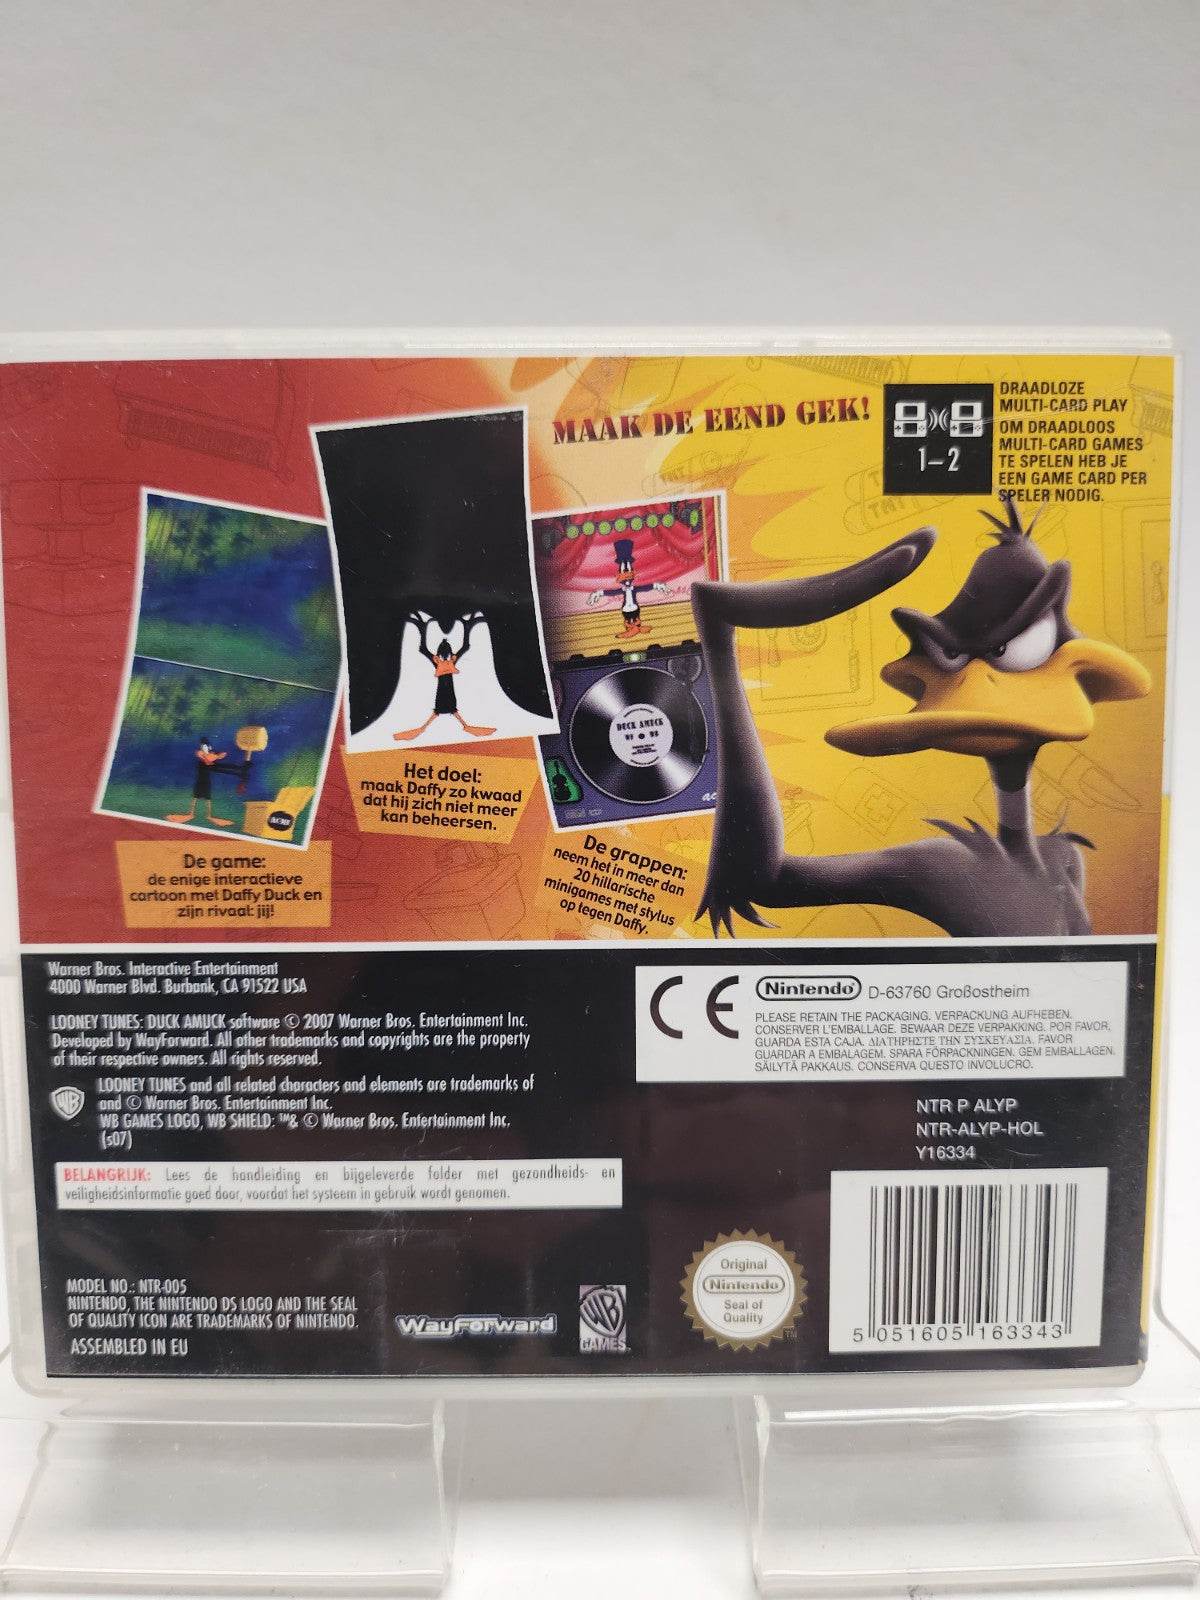 MAAK DE EEND GEK!
1-2
DRAADLOZE
MULTI-CARD PLAY
OM DRAADLOOS
MULTI-CARD GAMES
TE SPELEN HEB JE
EEN GAME CARD PER
SPELER NODIG.
TNT
TNT
ACME
DUCK AMUCK
De game:
de enige interactieve
cartoon met Daffy Duck en
zijn rivaal: jij!
Het doel:
maak Daffy zo kwaad
dat hij zich niet meer
kan beheersen.
De grappen:
neem het in meer dan
20 hillarische
minigames met stylus
op tegen Daffy.
Warner Bros. Interactive Entertainment
4000 Warner Blvd. Burbank, CA 91522 USA
LOONEY TUNES: DUCK AMUCK software © 2007 Warner Bros. Entertainment Inc.
Developed by WayForward. All other trademarks and copyrights are the property
of their respective owners. All rights reserved.
WB
LOONEY TUNES and all related characters and elements are trademarks of
and © Warner Bros. Entertainment Inc.
WB GAMES LOGO, WB SHIELD: ™& © Warner Bros. Entertainment Inc.
(s07)
BELANGRIJK: Lees de handleiding en bijgeleverde folder met gezondheids- en
veiligheidsinformatie goed door, voordat het systeem in gebruik wordt genomen.
MODEL NO.: NTR-005
NINTENDO, THE NINTENDO DS LOGO AND THE SEAL
OF QUALITY ICON ARE TRADEMARKS OF NINTENDO.
ASSEMBLED IN EU
WayForward
WB
GAMES
CE
Nintendo D-63760 Großostheim
PLEASE RETAIN THE PACKAGING. VERPACKUNG AUFHEBEN.
CONSERVER L'EMBALLAGE. BEWAAR DEZE VERPAKKING. POR FAVOR,
GUARDA ESTA CAJA. ΔΙΑΤΗΡΗΣΤΕ ΤΗΝ ΣΥΣΚΕΥΑΣΙΑ. FAVOR
GUARDAR A EMBALAGEM. SPARA FÖRPACKNINGEN. GEM EMBALLAGEN.
SÄILYTÄ PAKKAUS. CONSERVA QUESTO INVOLUCRO.
NTR P ALYP
NTR-ALYP-HOL
Y16334
Original
Nintendo
Seal of
Quality
TM
5 051605 163343